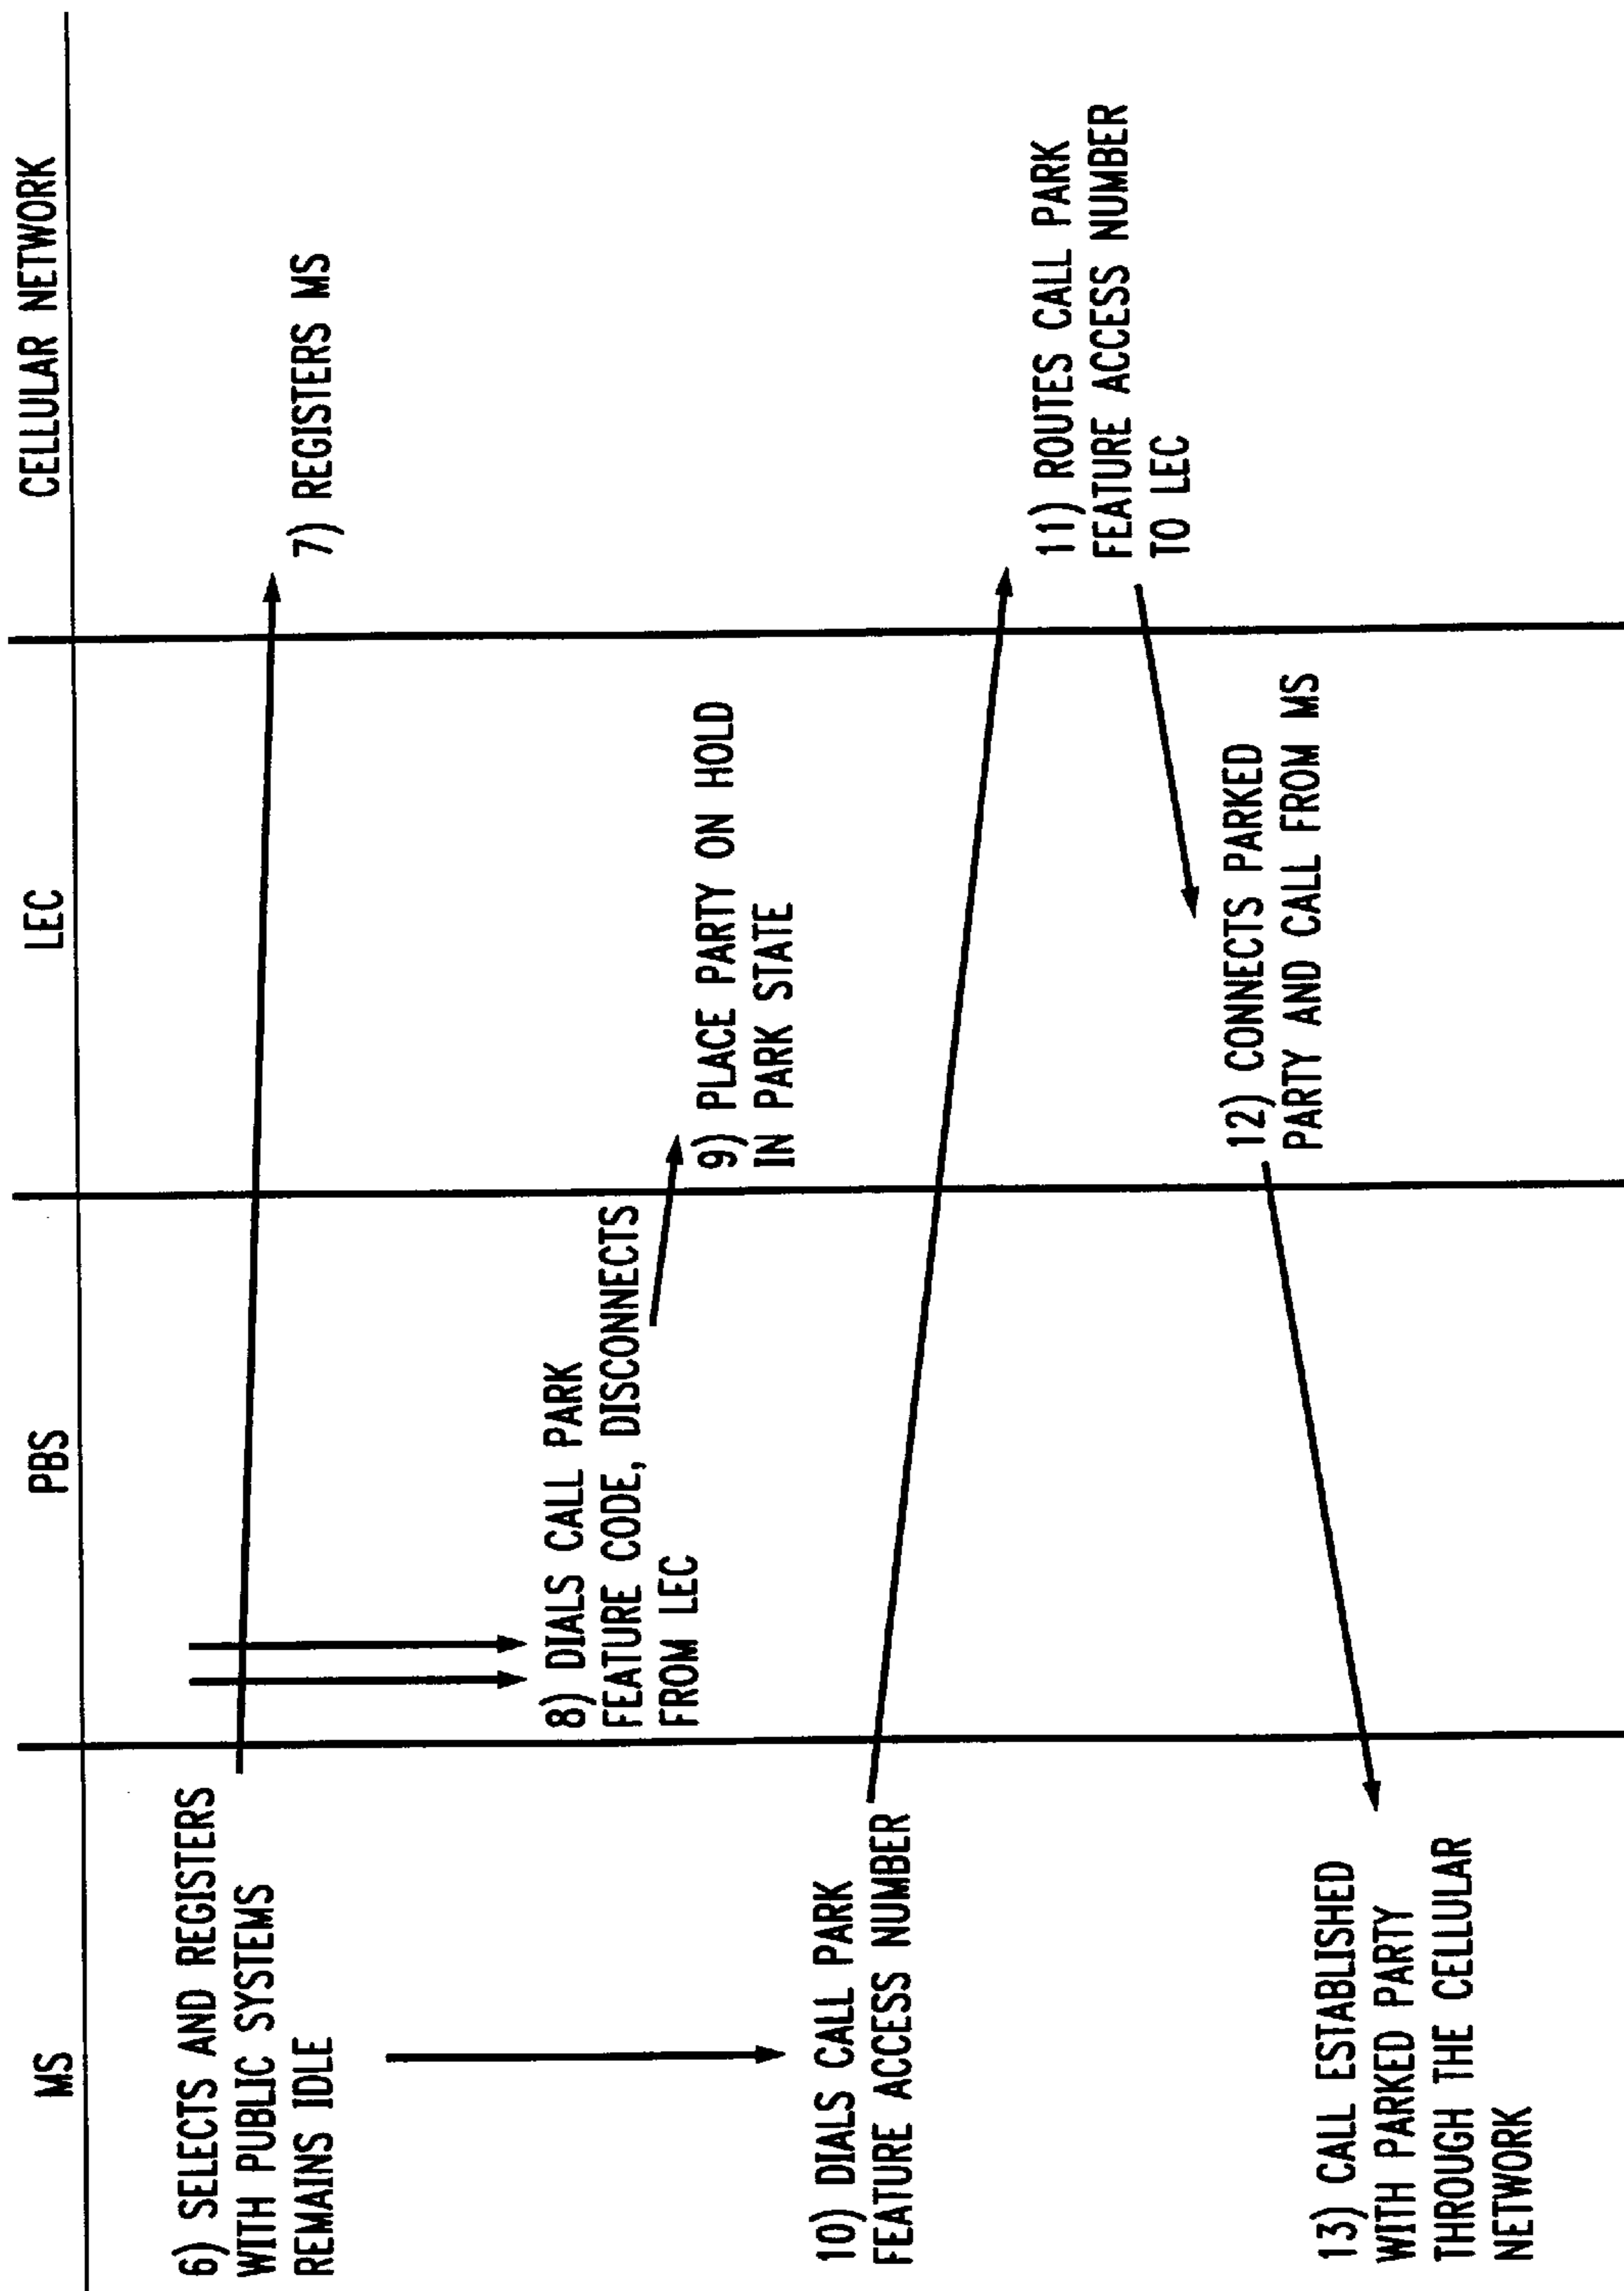 MS
PBS
LEC
CELLULAR NETWORK
6) SELECTS AND REGISTERS
WITH PUBLIC SYSTEMS
REMAINS IDLE
7) REGISTERS MS
8) DIALS CALL PARK
FEATURE CODE, DISCONNECTS
FROM LEC
9) PLACE PARTY ON HOLD
IN PARK STATE
10) DIALS CALL PARK
FEATURE ACCESS NUMBER
11) ROUTES CALL PARK
FEATURE ACCESS NUMBER
TO LEC
12) CONNECTS PARKED
PARTY AND CALL FROM MS
13) CALL ESTABLISHED
WITH PARKED PARTY
THROUGH THE CELLULAR
NETWORK